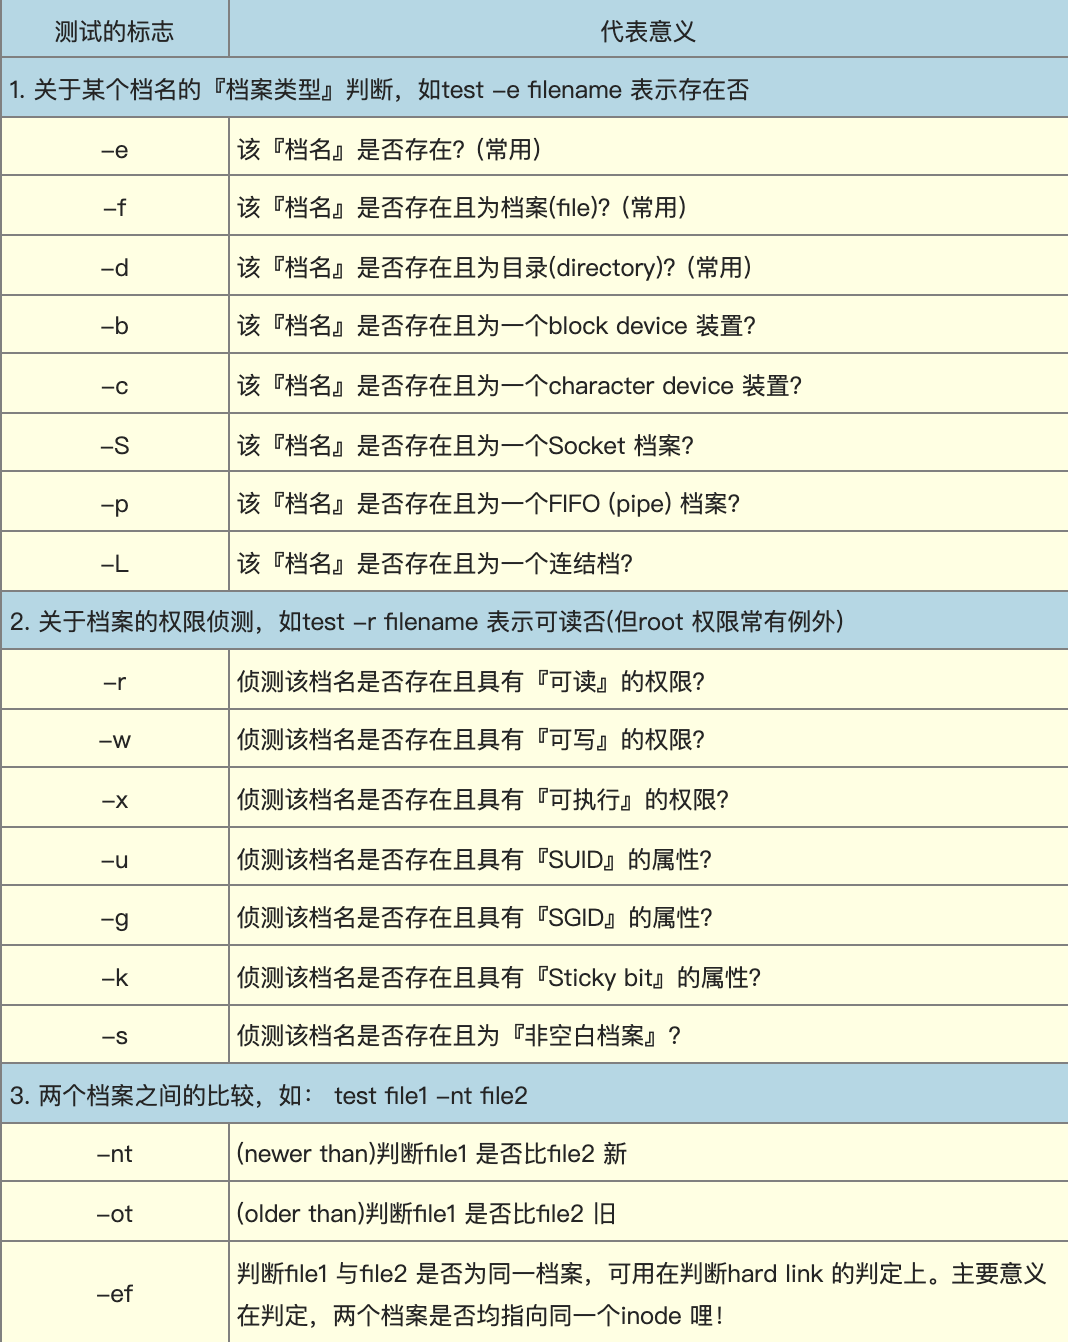 测试的标志 代表意义
1. 关于某个档名的『档案类型』判断，如test -e filename 表示存在否
-e 该『档名』是否存在？(常用)
-f 该『档名』是否存在且为档案(file)？(常用)
-d 该『档名』是否存在且为目录(directory)？(常用)
-b 该『档名』是否存在且为一个block device 装置？
-c 该『档名』是否存在且为一个character device 装置？
-S 该『档名』是否存在且为一个Socket 档案？
-p 该『档名』是否存在且为一个FIFO (pipe) 档案？
-L 该『档名』是否存在且为一个连结档？
2. 关于档案的权限侦测，如test -r filename 表示可读否(但root 权限常有例外)
-r 侦测该档名是否存在且具有『可读』的权限？
-w 侦测该档名是否存在且具有『可写』的权限？
-x 侦测该档名是否存在且具有『可执行』的权限？
-u 侦测该档名是否存在且具有『SUID』的属性？
-g 侦测该档名是否存在且具有『SGID』的属性？
-k 侦测该档名是否存在且具有『Sticky bit』的属性？
-s 侦测该档名是否存在且为『非空白档案』？
3. 两个档案之间的比较，如： test file1 -nt file2
-nt (newer than)判断file1 是否比file2 新
-ot (older than)判断file1 是否比file2 旧
-ef 判断file1 与file2 是否为同一档案，可用在判断hard link 的判定上。主要意义
在判定，两个档案是否均指向同一个inode 哩！